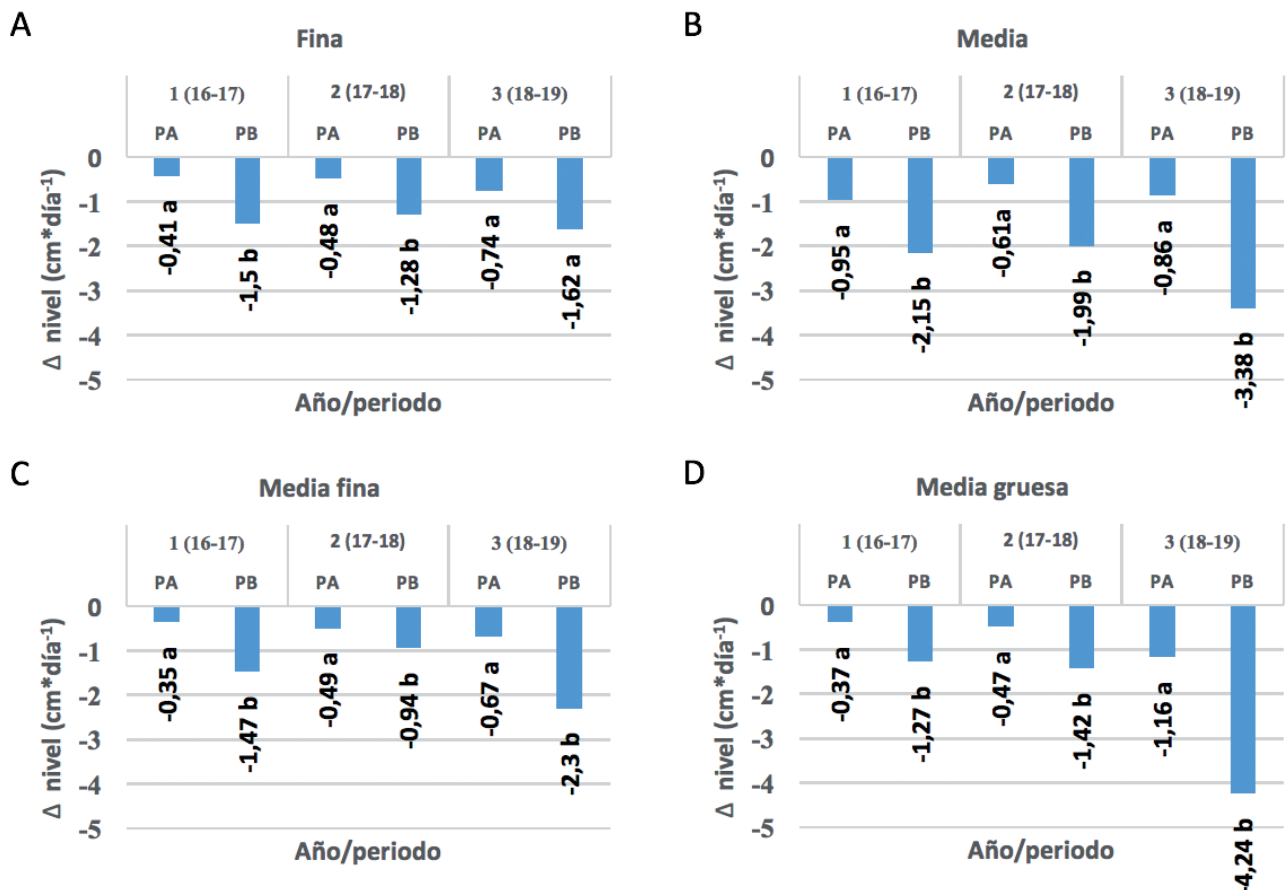 A
Fina
1 (16-17) 2 (17-18) 3 (18-19)
PA PB PA PB PA PB
0
-1
-2
-3
-4
-5
Δ nivel (cm*día-1)
-0,41 a
-1,5 b
-0,48 a
-1,28 b
-0,74 a
-1,62 a
Año/periodo
B
Media
1 (16-17) 2 (17-18) 3 (18-19)
PA PB PA PB PA PB
0
-1
-2
-3
-4
-5
Δ nivel (cm*día-1)
-0,95 a
-2,15 b
-0,61a
-1,99 b
-0,86 a
-3,38 b
Año/periodo
C
Media fina
1 (16-17) 2 (17-18) 3 (18-19)
PA PB PA PB PA PB
0
-1
-2
-3
-4
-5
Δ nivel (cm*día-1)
-0,35 a
-1,47 b
-0,49 a
-0,94 b
-0,67 a
-2,3 b
Año/periodo
D
Media gruesa
1 (16-17) 2 (17-18) 3 (18-19)
PA PB PA PB PA PB
0
-1
-2
-3
-4
-5
Δ nivel (cm*día-1)
-0,37 a
-1,27 b
-0,47 a
-1,42 b
-1,16 a
-4,24 b
Año/periodo